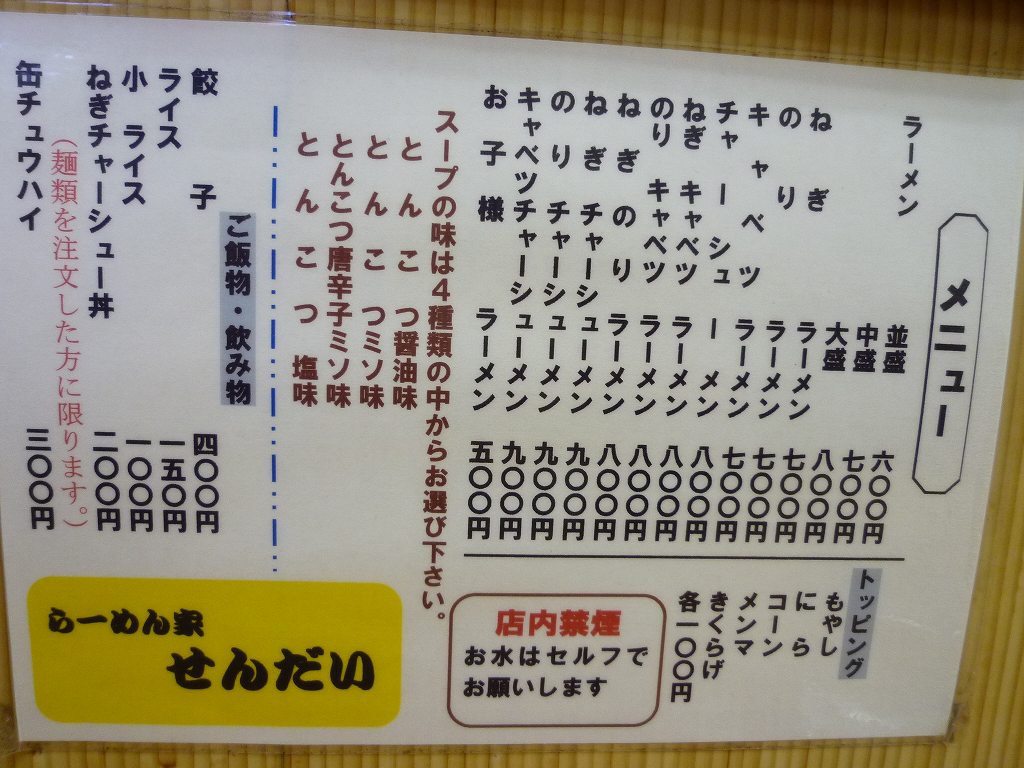 メニュー
ラーメン 並盛 六〇〇円
中盛 七〇〇円
大盛 八〇〇円
ねぎ ラーメン 七〇〇円
のり ラーメン 七〇〇円
キャベツ ラーメン 七〇〇円
チャーシューメン 八〇〇円
ねぎキャベツ ラーメン 八〇〇円
のりキャベツ ラーメン 八〇〇円
ねぎのり ラーメン 八〇〇円
ねぎチャーシューラーメン 九〇〇円
のりチャーシューラーメン 九〇〇円
キャベツチャーシューラーメン 九〇〇円
お子様 ラーメン 五〇〇円
トッピング
もやし
にら
コーン
メンマ
きくらげ
各一〇〇円
スープの味は4種類の中からお選び下さい。
とんこつ醤油味
とんこつミソ味
とんこつ唐辛子ミソ味
とんこつ塩味
店内禁煙
お水はセルフで
お願いします
ご飯物・飲み物
餃子 四〇〇円
ライス 一五〇円
小ライス 一〇〇円
ねぎチャーシュー丼 二〇〇円
(麺類を注文した方に限ります。)
缶チュウハイ 三〇〇円
らーめん家
せんだい